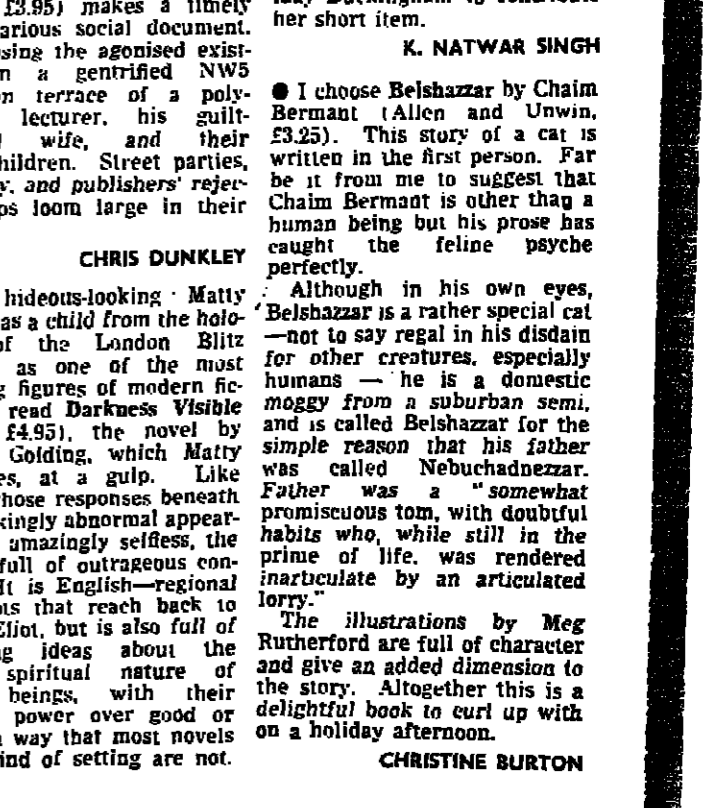 £3.95) makes a timely
arious social document.
sing the agonised exist-
n a gentrified NW5
on terrace of a poly-
lecturer, his guilt-
wife, and their
hildren. Street parties,
y, and publishers' rejec-
ps loom large in their
CHRIS DUNKLEY
hideous-looking Matty
as a child from the holo-
of the London Blitz
as one of the most
g figures of modern fic-
read Darkness Visible
£4.95), the novel by
Golding, which Matty
es, at a gulp. Like
hose responses beneath
kingly abnormal appear-
amazingly selfless, the
full of outrageous con-
It is English—regional
ots that reach back to
Eliot, but is also full of
ng ideas about the
spiritual nature of
beings, with their
power over good or
a way that most novels
ind of setting are not.
her short item.
K. NATWAR SINGH
● I choose Belshazzar by Chaim
Bermant (Allen and Unwin,
£3.25). This story of a cat is
written in the first person. Far
be it from me to suggest that
Chaim Bermant is other than a
human being but his prose has
caught the feline psyche
perfectly.
Although in his own eyes,
Belshazzar is a rather special cat
—not to say regal in his disdain
for other creatures, especially
humans — he is a domestic
moggy from a suburban semi,
and is called Belshazzar for the
simple reason that his father
was called Nebuchadnezzar.
Father was a "somewhat
promiscuous tom, with doubtful
habits who, while still in the
prime of life, was rendered
inarticulate by an articulated
lorry."
The illustrations by Meg
Rutherford are full of character
and give an added dimension to
the story. Altogether this is a
delightful book to curl up with
on a holiday afternoon.
CHRISTINE BURTON